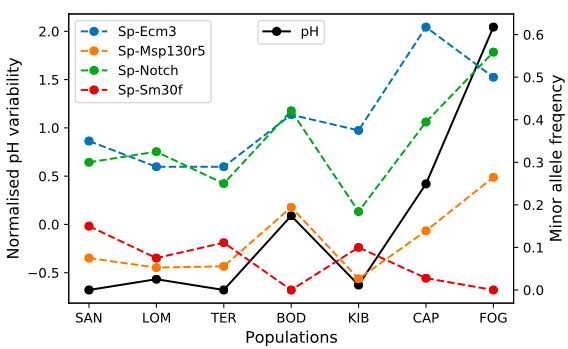 Sp-Ecm3
Sp-Msp130r5
Sp-Notch
Sp-Sm30f
pH
2.0
1.5
1.0
0.5
0.0
−0.5
Normalised pH variability
0.6
0.5
0.4
0.3
0.2
0.1
0.0
Minor allele freqency
SAN LOM TER BOD KIB CAP FOG
Populations